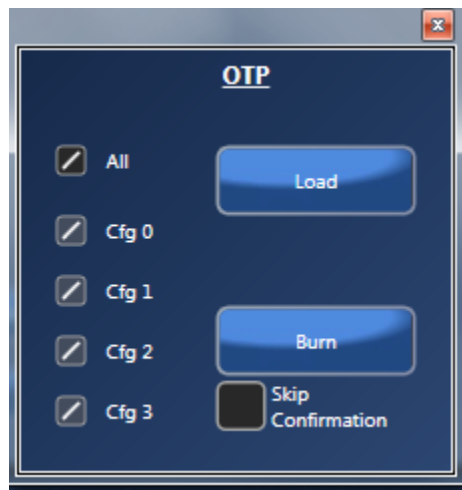 OTP
All
Load
Cfg 0
Cfg 1
Burn
Cfg 2
Skip
Confirmation
Cfg 3